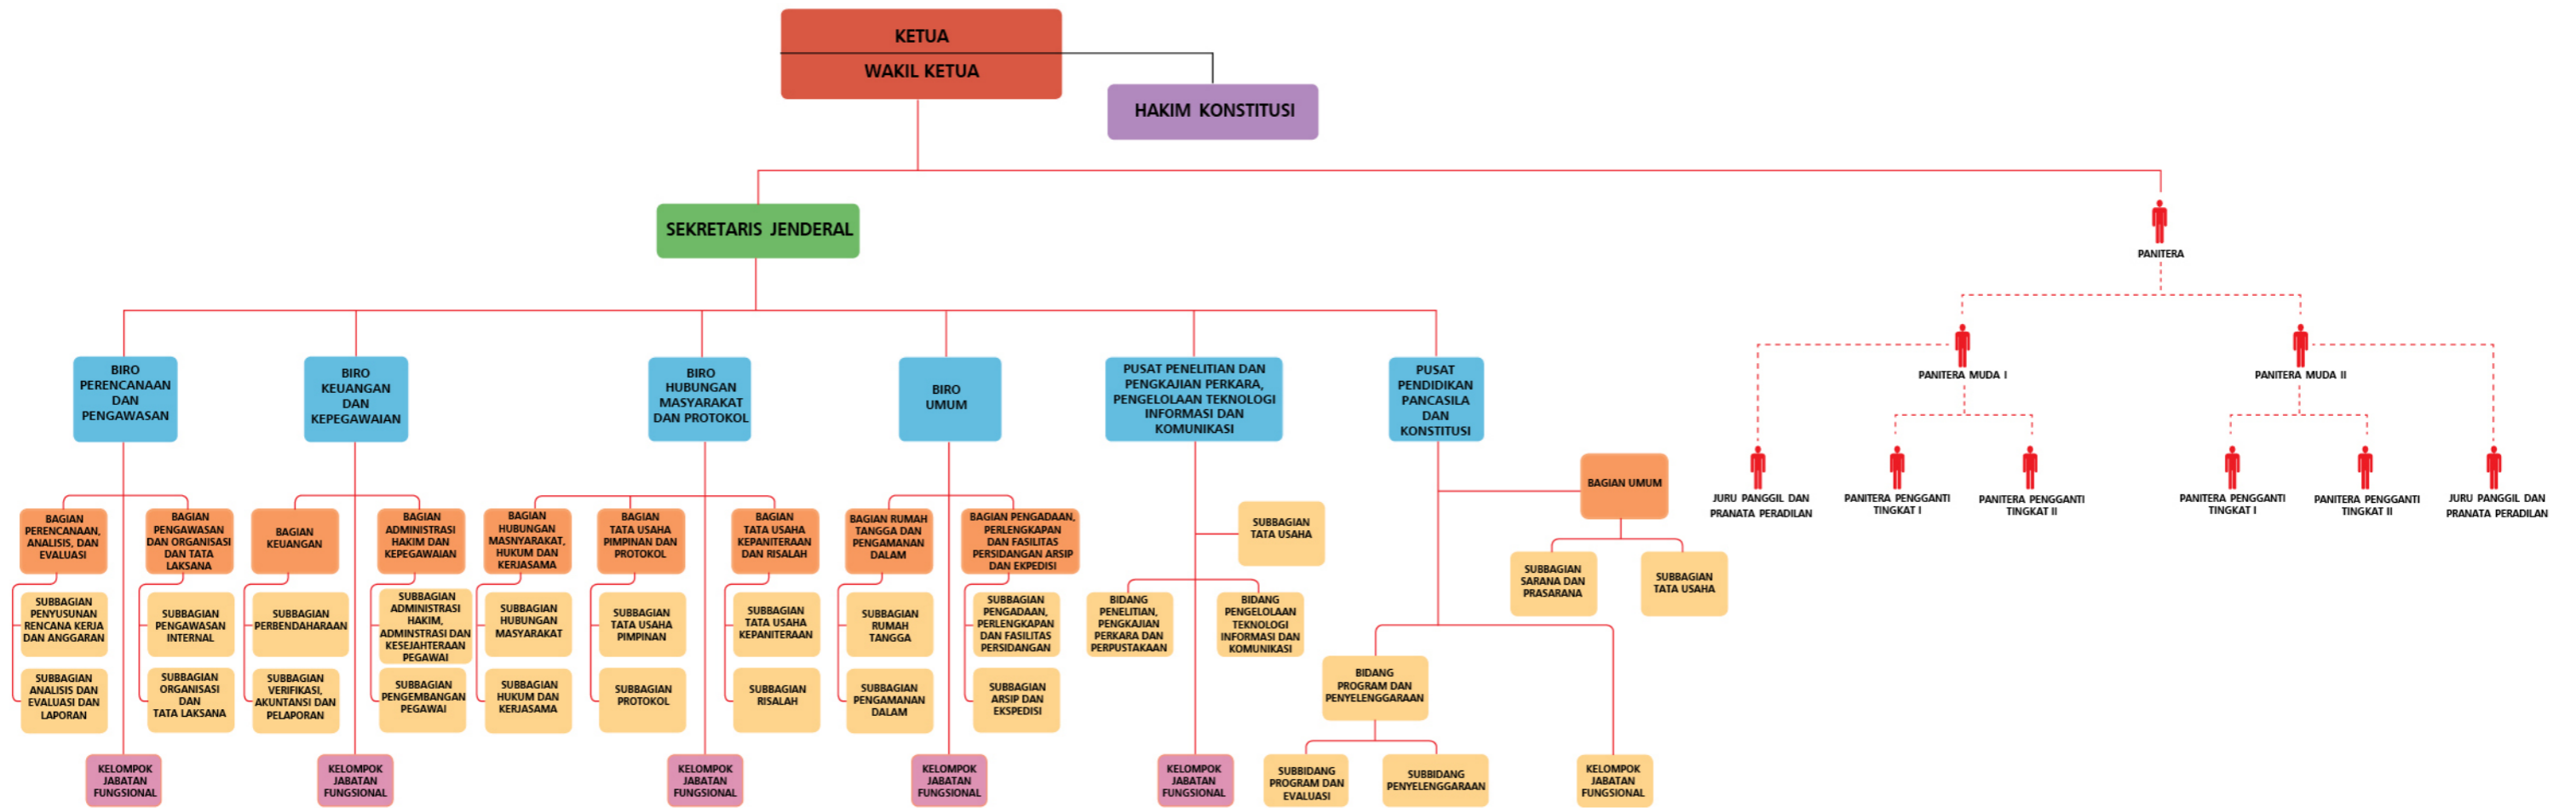 KETUA
WAKIL KETUA
HAKIM KONSTITUSI
SEKRETARIS JENDERAL
PANITERA
BIRO
PERENCANAAN
DAN
PENGAWASAN
BIRO
KEUANGAN
DAN
KEPEGAWAIAN
BIRO
HUBUNGAN
MASYARAKAT
DAN PROTOKOL
BIRO
UMUM
PUSAT PENELITIAN DAN
PENGKAJIAN PERKARA,
PENGELOLAAN TEKNOLOGI
INFORMASI DAN
KOMUNIKASI
PUSAT
PENDIDIKAN
PANCASILA
DAN
KONSTITUSI
PANITERA MUDA I
PANITERA MUDA II
BAGIAN UMUM
JURU PANGGIL DAN
PRANATA PERADILAN
PANITERA PENGGANTI
TINGKAT I
PANITERA PENGGANTI
TINGKAT II
PANITERA PENGGANTI
TINGKAT I
PANITERA PENGGANTI
TINGKAT II
JURU PANGGIL DAN
PRANATA PERADILAN
BAGIAN
PERENCANAAN,
ANALISIS, DAN
EVALUASI
BAGIAN
PENGAWASAN
DAN ORGANISASI
DAN TATA
LAKSANA
BAGIAN
KEUANGAN
BAGIAN
ADMINISTRASI
HAKIM DAN
KEPEGAWAIAN
BAGIAN
HUBUNGAN
MASNYARAKAT,
HUKUM DAN
KERJASAMA
BAGIAN
TATA USAHA
PIMPINAN DAN
PROTOKOL
BAGIAN
TATA USAHA
KEPANITERAAN
DAN RISALAH
BAGIAN RUMAH
TANGGA DAN
PENGAMANAN
DALAM
BAGIAN PENGADAAN,
PERLENGKAPAN
DAN FASILITAS
PERSIDANGAN ARSIP
DAN EKPEDISI
SUBBAGIAN
TATA USAHA
SUBBAGIAN
SARANA DAN
PRASARANA
SUBBAGIAN
TATA USAHA
SUBBAGIAN
PENYUSUNAN
RENCANA KERJA
DAN ANGGARAN
SUBBAGIAN
PENGAWASAN
INTERNAL
SUBBAGIAN
PERBENDAHARAAN
SUBBAGIAN
ADMINISTRASI
HAKIM,
ADMINSTRASI DAN
KESEJAHTERAAN
PEGAWAI
SUBBAGIAN
HUBUNGAN
MASYARAKAT
SUBBAGIAN
TATA USAHA
PIMPINAN
SUBBAGIAN
TATA USAHA
KEPANITERAAN
SUBBAGIAN
RUMAH
TANGGA
SUBBAGIAN
PENGADAAN,
PERLENGKAPAN
DAN FASILITAS
PERSIDANGAN
BIDANG
PENELITIAN,
PENGKAJIAN
PERKARA DAN
PERPUSTAKAAN
BIDANG
PENGELOLAAN
TEKNOLOGI
INFORMASI DAN
KOMUNIKASI
SUBBAGIAN
ANALISIS DAN
EVALUASI DAN
LAPORAN
SUBBAGIAN
ORGANISASI
DAN
TATA LAKSANA
SUBBAGIAN
VERIFIKASI,
AKUNTANSI DAN
PELAPORAN
SUBBAGIAN
PENGEMBANGAN
PEGAWAI
SUBBAGIAN
HUKUM DAN
KERJASAMA
SUBBAGIAN
PROTOKOL
SUBBAGIAN
RISALAH
SUBBAGIAN
PENGAMANAN
DALAM
SUBBAGIAN
ARSIP DAN
EKSPEDISI
BIDANG
PROGRAM DAN
PENYELENGGARAAN
KELOMPOK
JABATAN
FUNGSIONAL
KELOMPOK
JABATAN
FUNGSIONAL
KELOMPOK
JABATAN
FUNGSIONAL
KELOMPOK
JABATAN
FUNGSIONAL
KELOMPOK
JABATAN
FUNGSIONAL
SUBBIDANG
PROGRAM DAN
EVALUASI
SUBBIDANG
PENYELENGGARAAN
KELOMPOK
JABATAN
FUNGSIONAL